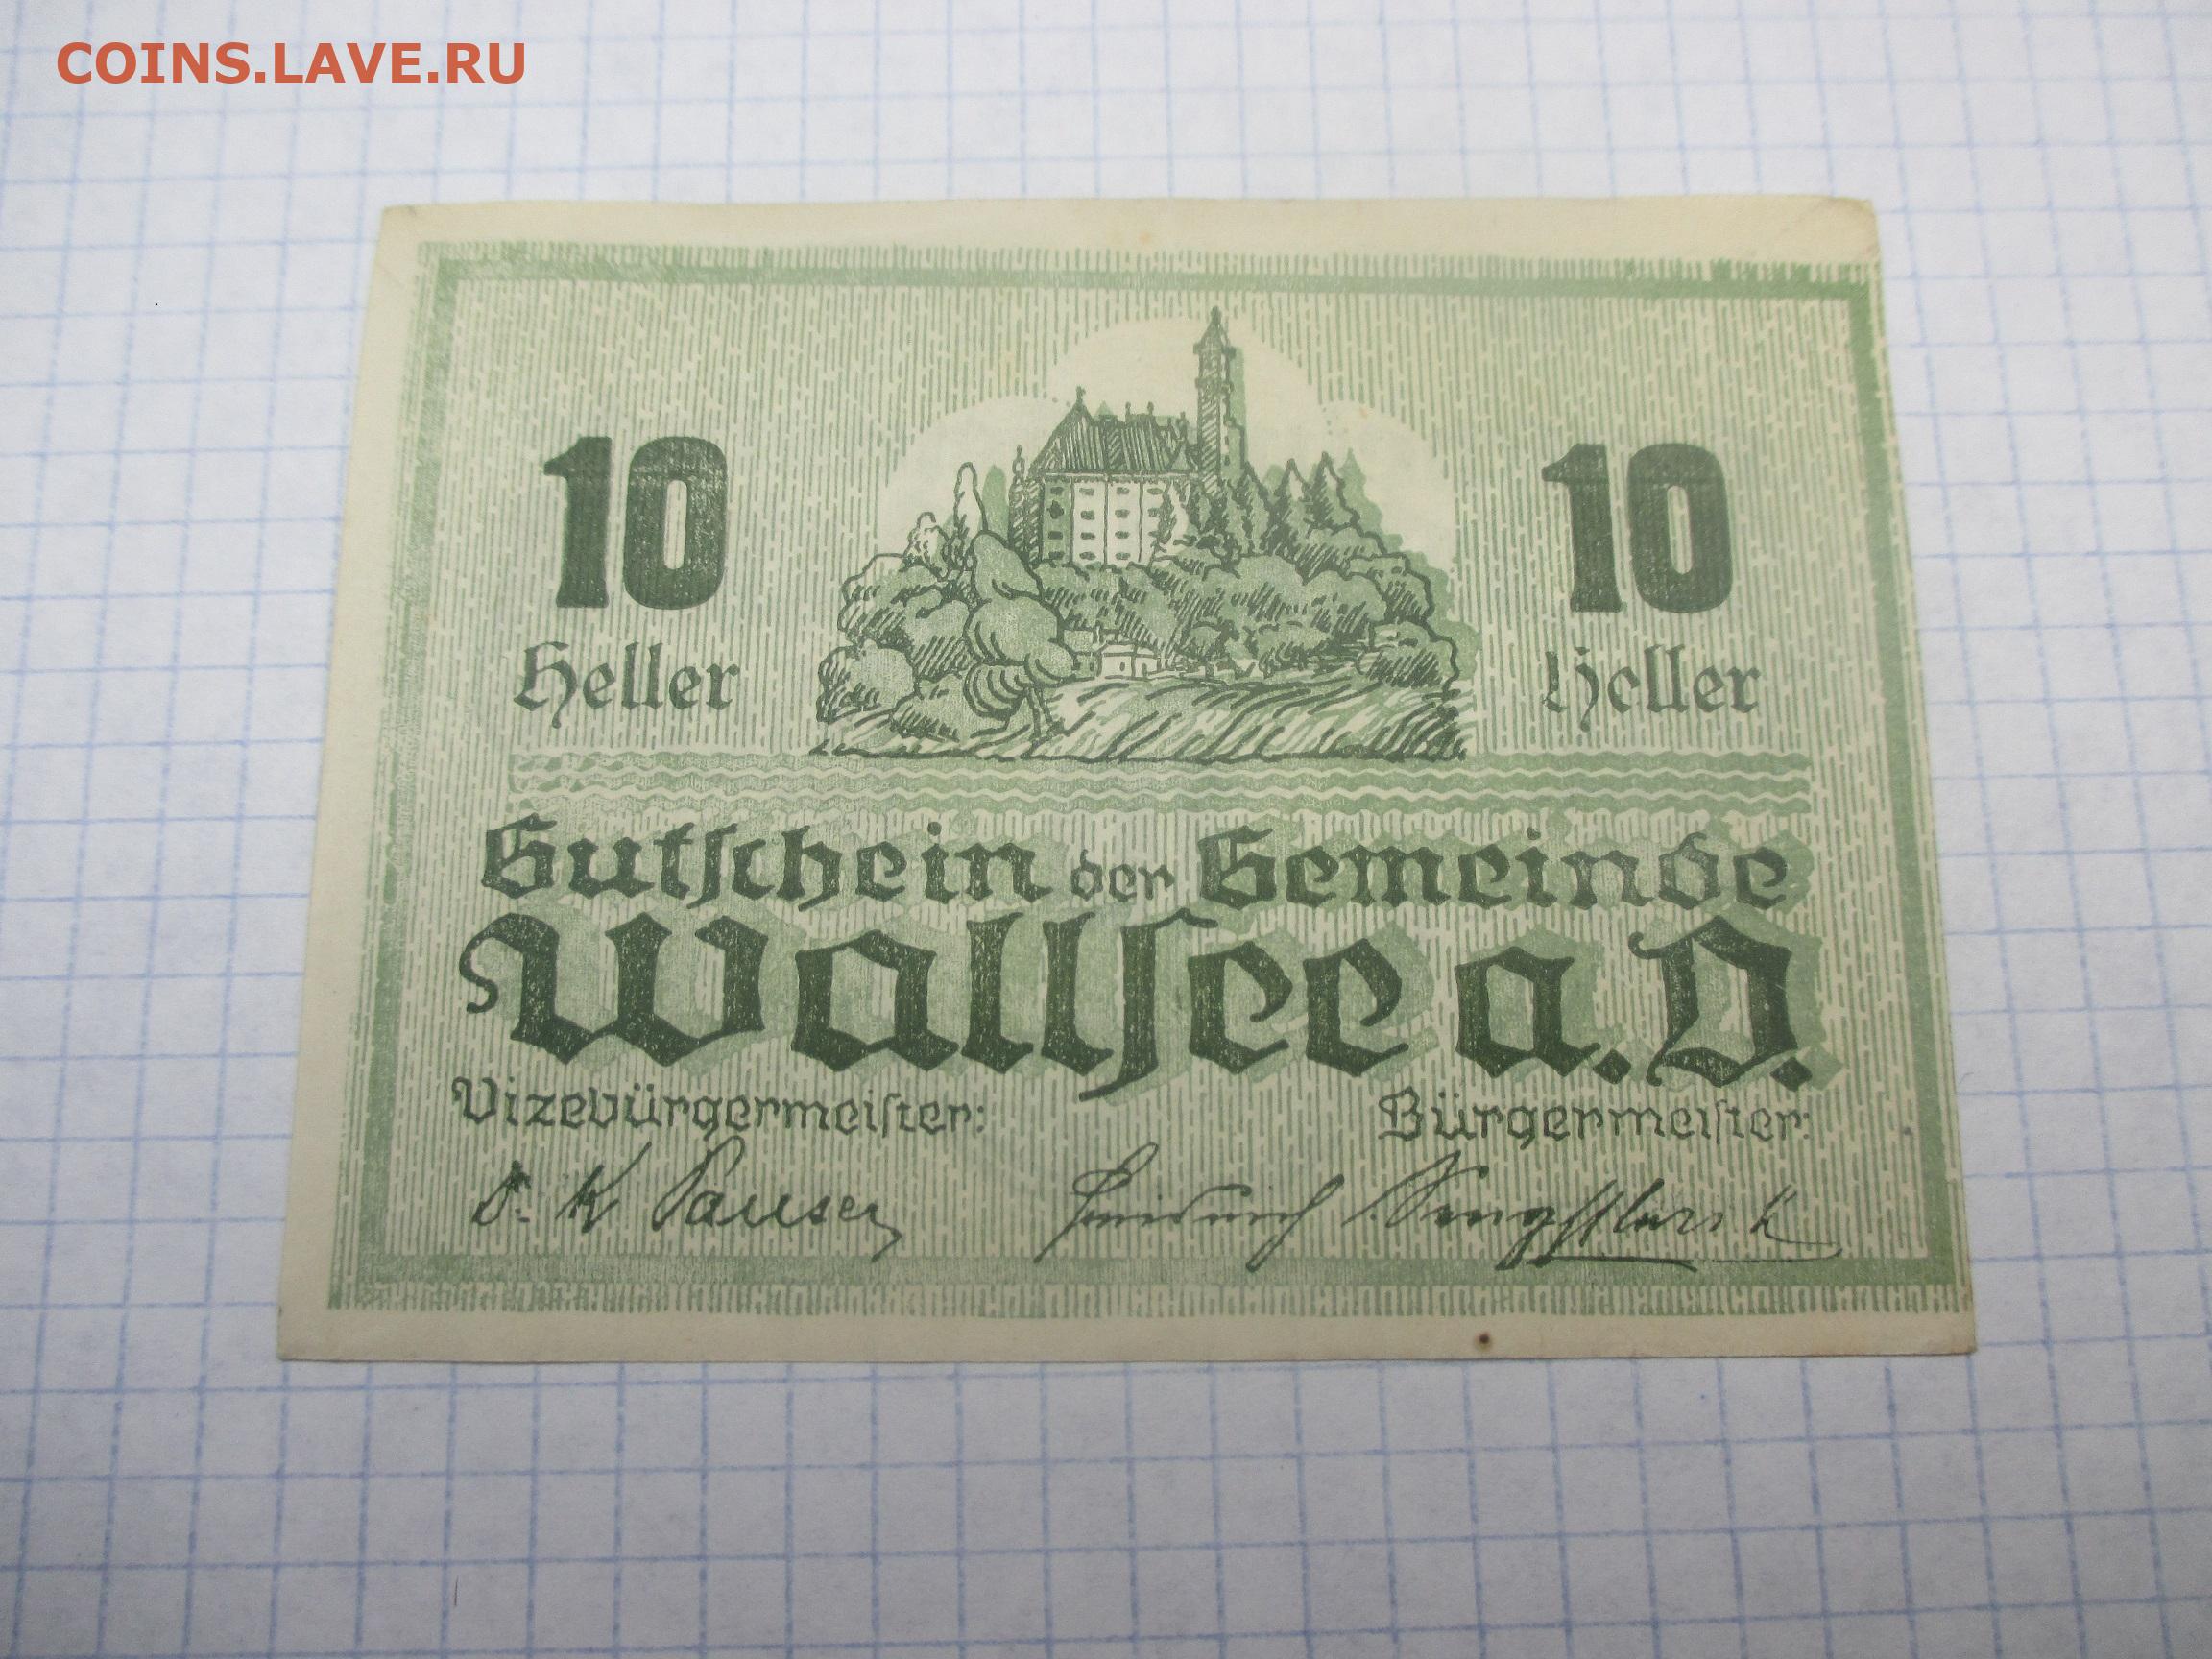 COINS.LAVE.RU
10 10
Heller Heller
Gutschein der Gemeinde
Wallsee a. D.
Vizebürgermeister: Bürgermeister: